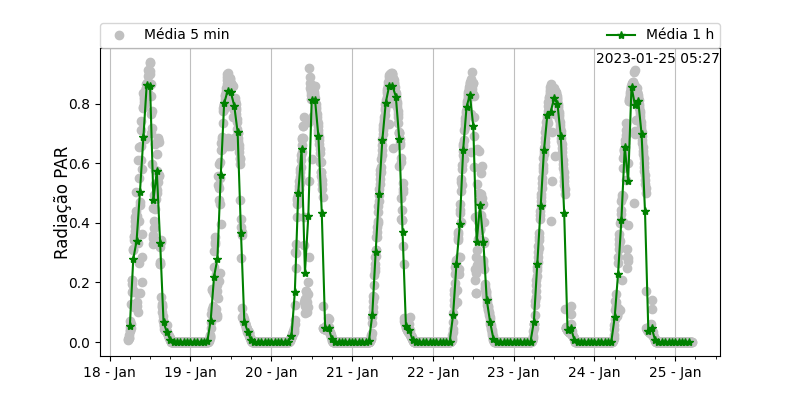 Média 5 min
Média 1 h
2023-01-25 05:27
Radiação PAR
0.8
0.6
0.4
0.2
0.0
18 - Jan
19 - Jan
20 - Jan
21 - Jan
22 - Jan
23 - Jan
24 - Jan
25 - Jan